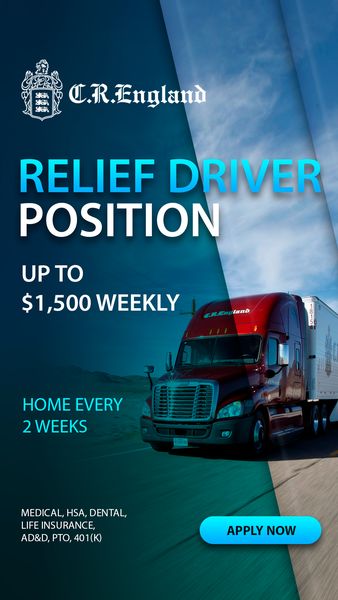 C.R.England
RELIEF DRIVER
POSITION
UP TO
$1,500 WEEKLY
C.R.England
HOME EVERY
2 WEEKS
MEDICAL, HSA, DENTAL,
LIFE INSURANCE,
AD&D, PTO, 401(K)
APPLY NOW